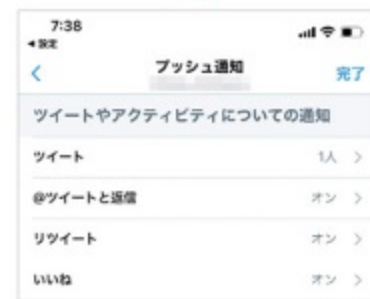 7:38
◀設定
プッシュ通知
完了
ツイートやアクティビティについての通知
ツイート 1人
@ツイートと返信 オン
リツイート オン
いいね オン